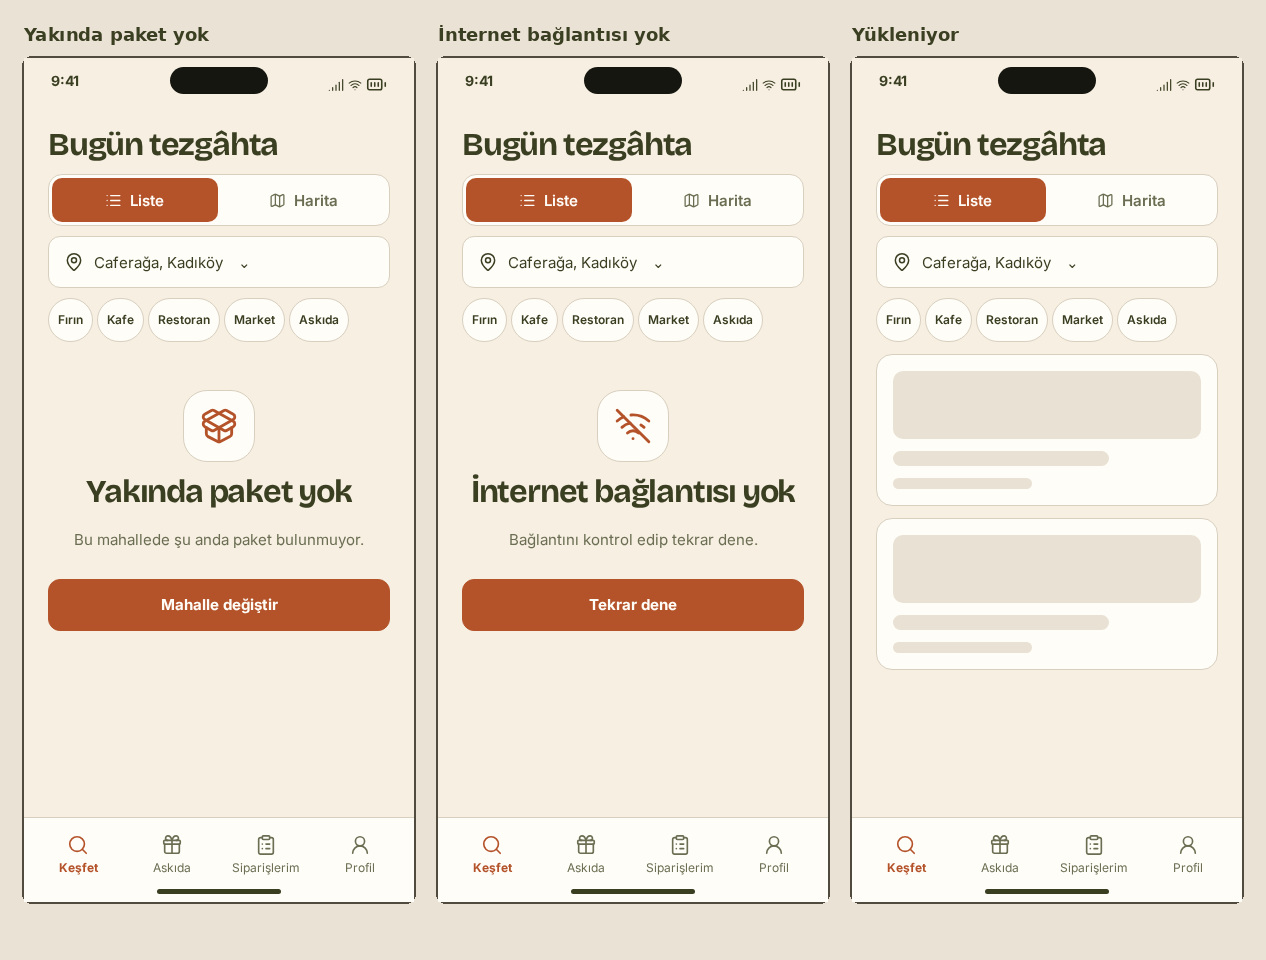 Yakında paket yok
9:41
Bugün tezgâhta
Liste
Harita
Caferağa, Kadıköy
Fırın
Kafe
Restoran
Market
Askıda
Yakında paket yok
Bu mahallede şu anda paket bulunmuyor.
Mahalle değiştir
Keşfet
Askıda
Siparişlerim
Profil
İnternet bağlantısı yok
9:41
Bugün tezgâhta
Liste
Harita
Caferağa, Kadıköy
Fırın
Kafe
Restoran
Market
Askıda
İnternet bağlantısı yok
Bağlantını kontrol edip tekrar dene.
Tekrar dene
Keşfet
Askıda
Siparişlerim
Profil
Yükleniyor
9:41
Bugün tezgâhta
Liste
Harita
Caferağa, Kadıköy
Fırın
Kafe
Restoran
Market
Askıda
Keşfet
Askıda
Siparişlerim
Profil